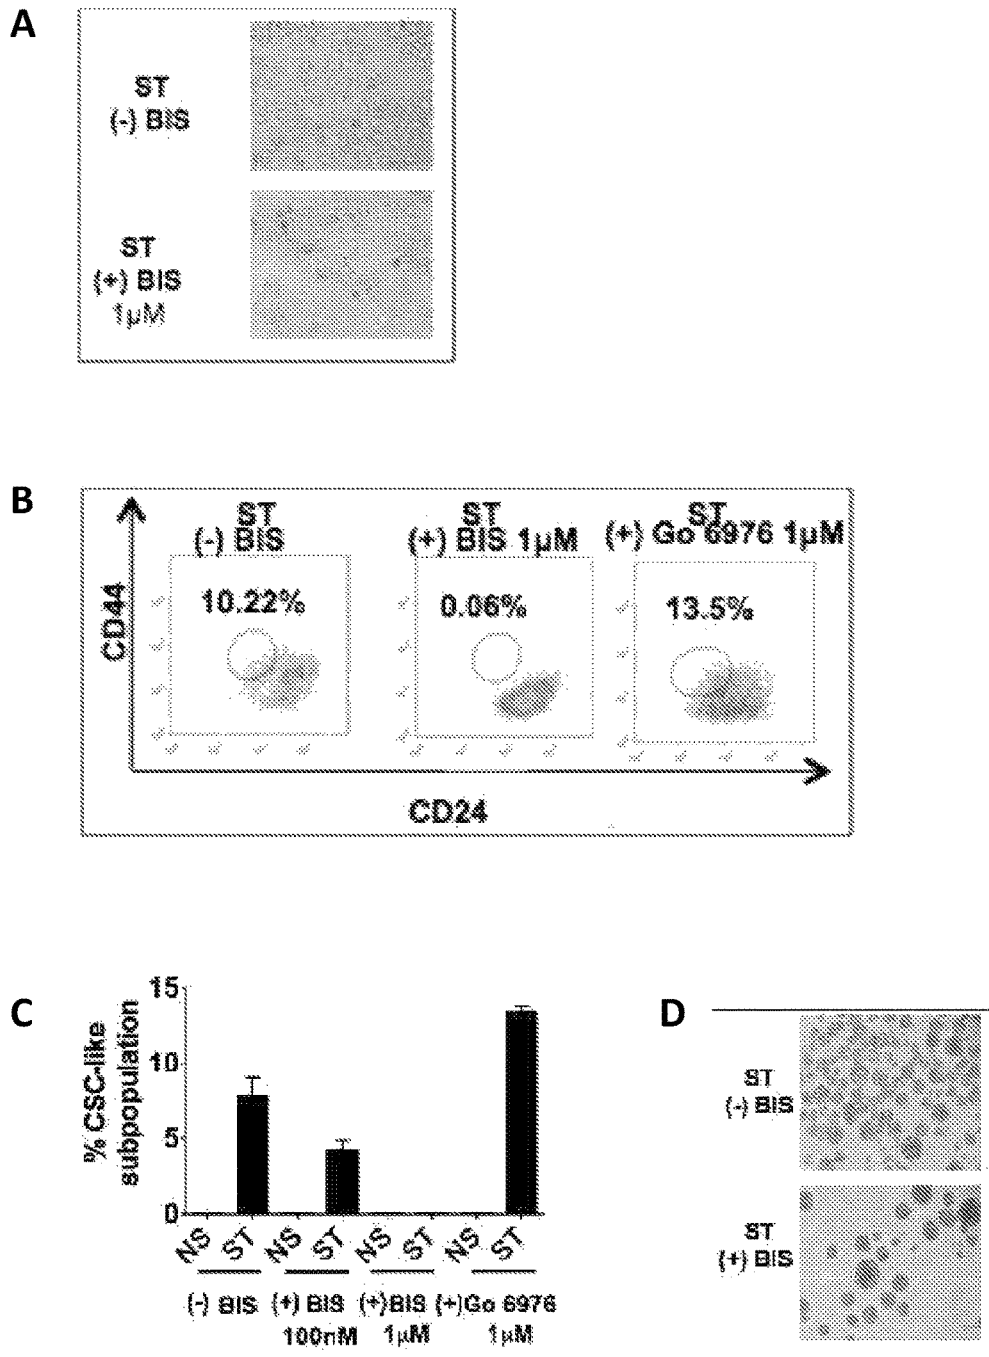 A
ST
(-) BIS
ST
(+) BIS
1µM
B
ST
(-) BIS
ST
(+) BIS 1µM
ST
(+) Go 6976 1µM
CD44
10.22%
0.06%
13.5%
CD24
C
% CSC-like
subpopulation
15
10
5
0
NS ST NS ST NS ST NS ST
(-) BIS (+) BIS (+)BIS (+)Go 6976
100nM 1µM 1µM
D
ST
(-) BIS
ST
(+) BIS